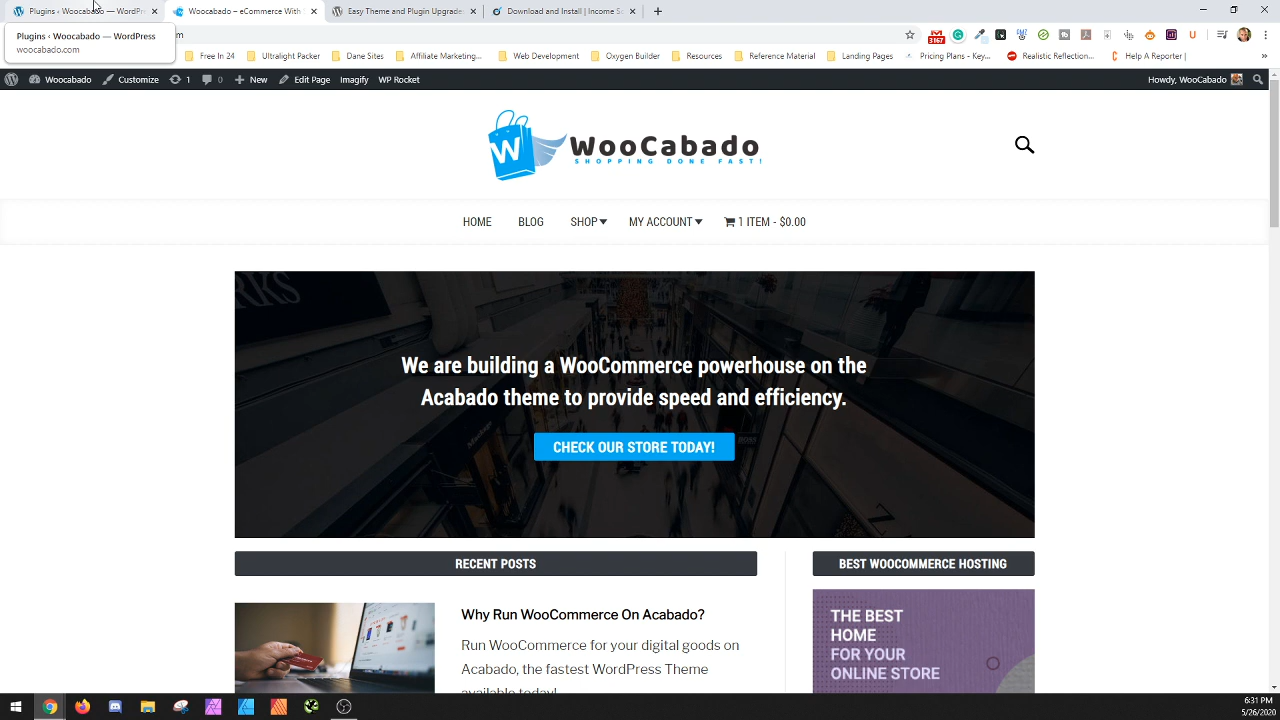 Plugins ‹ Woocabado — WordPr
Woocabado – eCommerce With
Easy Theme and Plugin Upgrade
Download and Install Income Sc
Plugins ‹ Woocabado — WordPress
woocabado.com
m
3167
Free In 24
Ultralight Packer
Dane Sites
Affiliate Marketing...
Web Development
Oxygen Builder
Resources
Reference Material
Landing Pages
Pricing Plans - Key...
Realistic Reflection...
Help A Reporter |
»
Woocabado
Customize
1
0
New
Edit Page
Imagify
WP Rocket
Howdy, WooCabado
W
WooCabado
SHOPPING DONE FAST!
HOME
BLOG
SHOP
MY ACCOUNT
1 ITEM - $0.00
We are building a WooCommerce powerhouse on the
Acabado theme to provide speed and efficiency.
CHECK OUR STORE TODAY!
RECENT POSTS
BEST WOOCOMMERCE HOSTING
Why Run WooCommerce On Acabado?
Run WooCommerce for your digital goods on
Acabado, the fastest WordPress Theme
available today!
THE BEST
HOME
FOR YOUR
ONLINE STORE
6:31 PM
5/26/2020